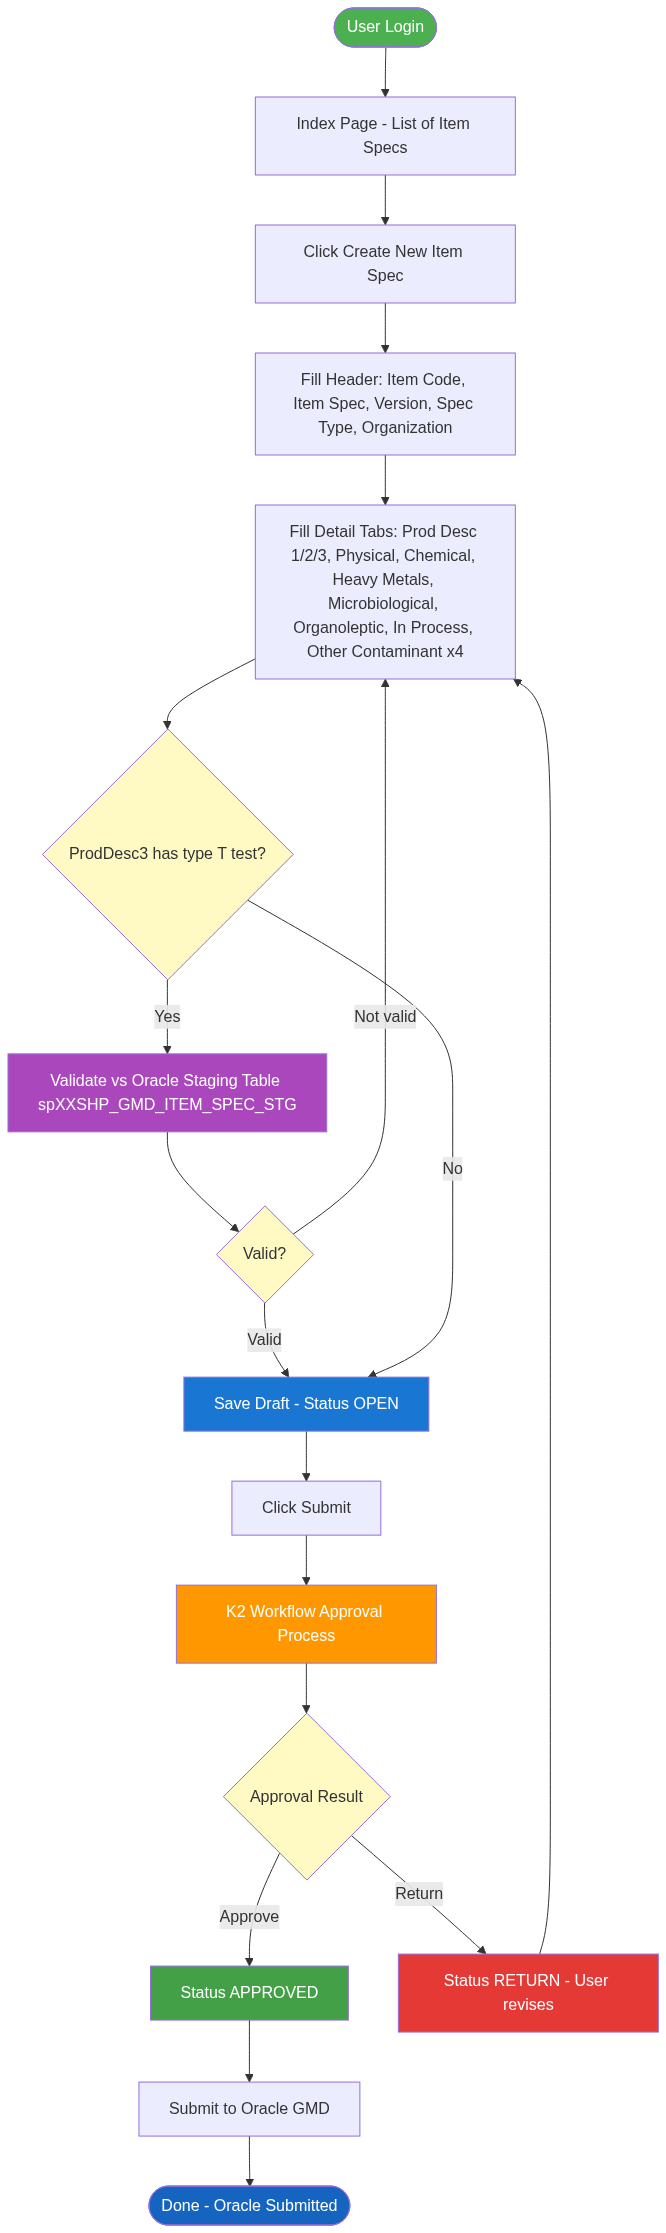 User Login
Index Page - List of Item
Specs
Click Create New Item
Spec
Fill Header: Item Code,
Item Spec, Version, Spec
Type, Organization
Fill Detail Tabs: Prod Desc
1/2/3, Physical, Chemical,
Heavy Metals,
Microbiological,
Organoleptic, In Process,
Other Contaminant x4
ProdDesc3 has type T test?
Yes
Not valid
Validate vs Oracle Staging Table
spXXSHP_GMD_ITEM_SPEC_STG
No
Valid?
Valid
Save Draft - Status OPEN
Click Submit
K2 Workflow Approval
Process
Approval Result
Return
Approve
Status APPROVED
Status RETURN - User
revises
Submit to Oracle GMD
Done - Oracle Submitted